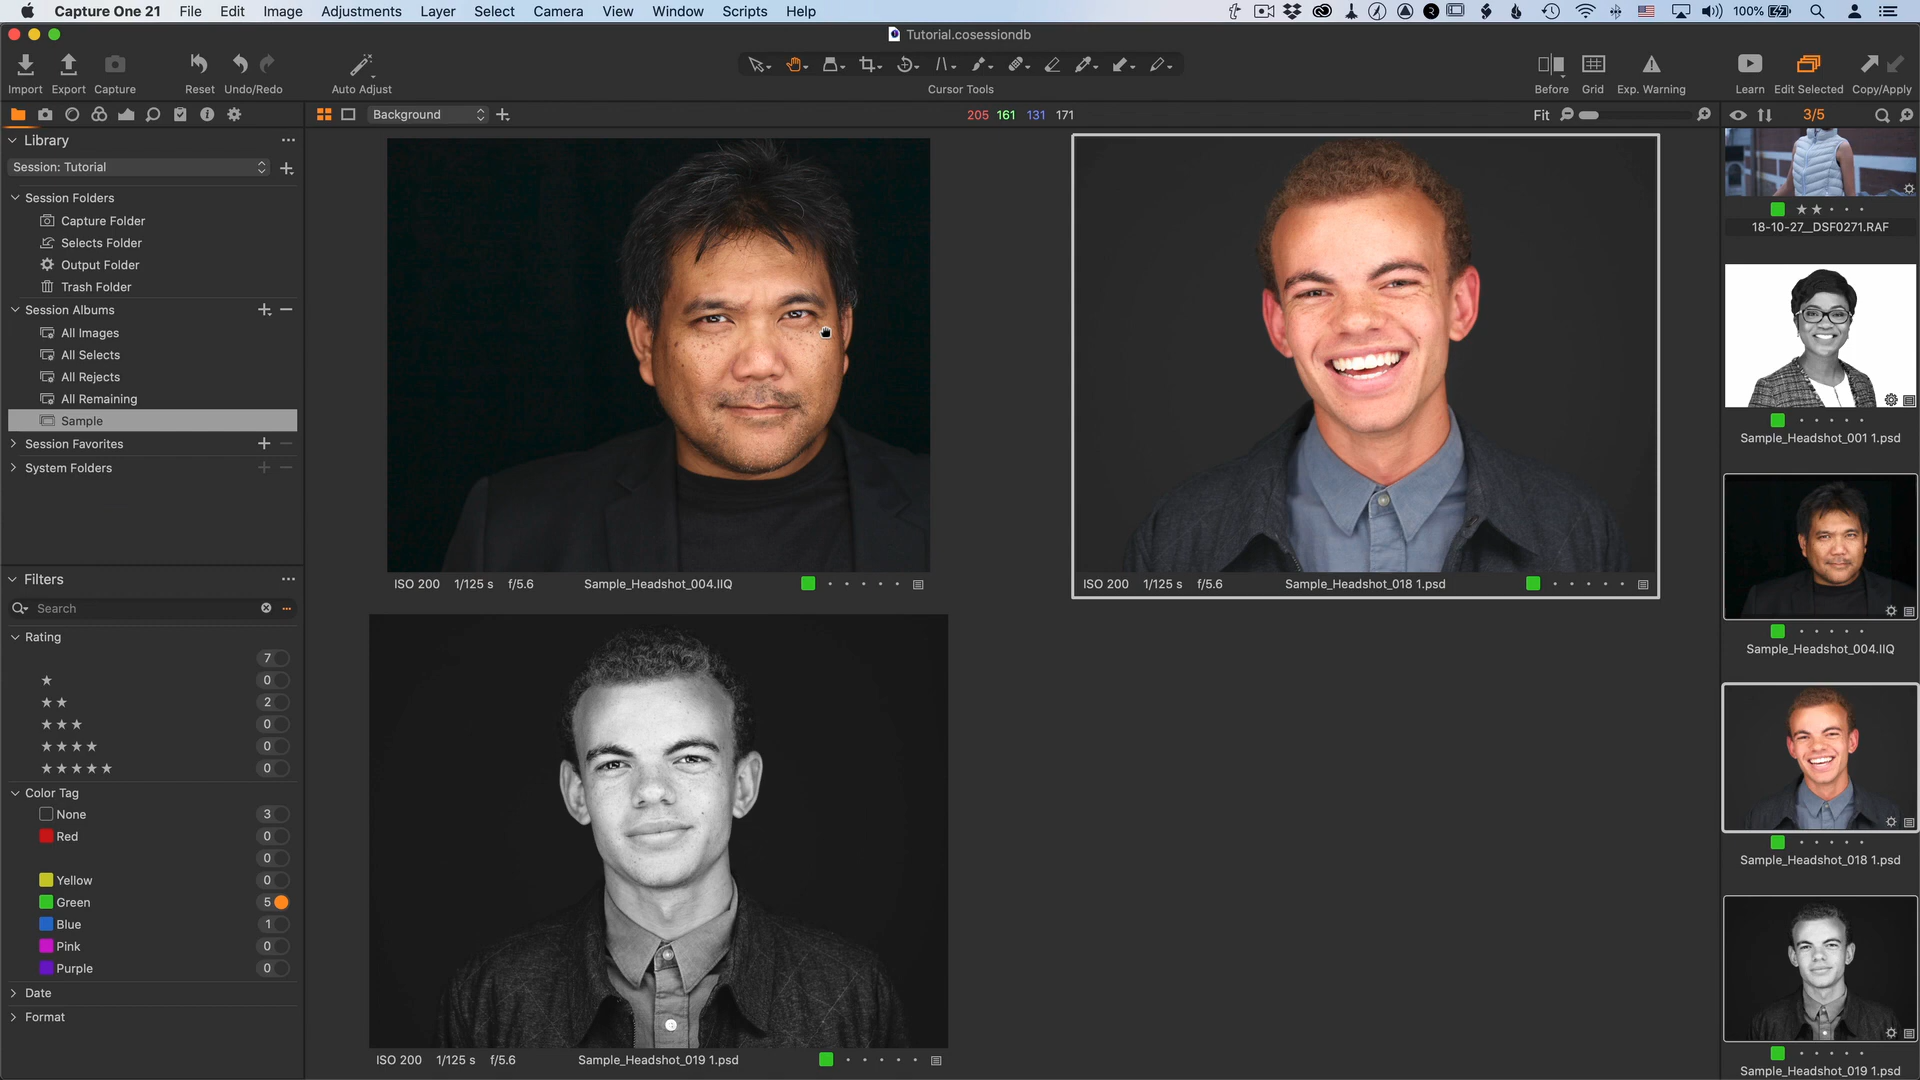 Capture One 21 File Edit Image Adjustments Layer Select Camera View Window Scripts Help 100%
Tutorial.cosessiondb
Import Export Capture Reset Undo/Redo Auto Adjust Cursor Tools Before Grid Exp. Warning Learn Edit Selected Copy/Apply
Background 205 161 131 171 Fit 3/5
Library
Session: Tutorial
Session Folders
Capture Folder
Selects Folder
Output Folder
Trash Folder
Session Albums
All Images
All Selects
All Rejects
All Remaining
Sample
Session Favorites
System Folders
Filters
Search
Rating
7
0
2
0
0
0
Color Tag
None 3
Red 0
0
Yellow 0
Green 5
Blue 1
Pink 0
Purple 0
Date
Format
ISO 200 1/125 s f/5.6 Sample_Headshot_004.IIQ
ISO 200 1/125 s f/5.6 Sample_Headshot_018 1.psd
ISO 200 1/125 s f/5.6 Sample_Headshot_019 1.psd
18-10-27__DSF0271.RAF
Sample_Headshot_001 1.psd
Sample_Headshot_004.IIQ
Sample_Headshot_018 1.psd
Sample_Headshot_019 1.psd